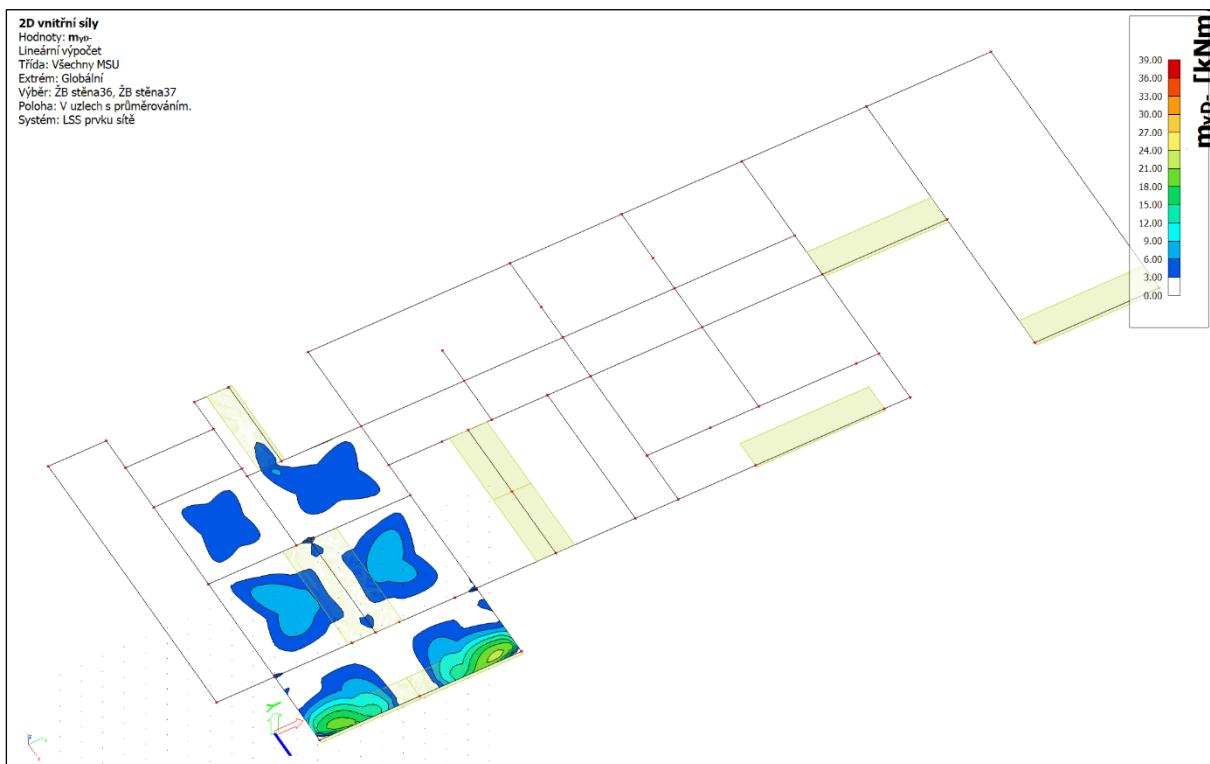 2D vnitřní síly
Hodnoty: myD-
Lineární výpočet
Třída: Všechny MSU
Extrém: Globální
Výběr: ŽB stěna36, ŽB stěna37
Poloha: V uzlech s průměrováním.
Systém: LSS prvku sítě
39.00
36.00
33.00
30.00
27.00
24.00
21.00
18.00
15.00
12.00
9.00
6.00
3.00
0.00
myD- [kNm
Y